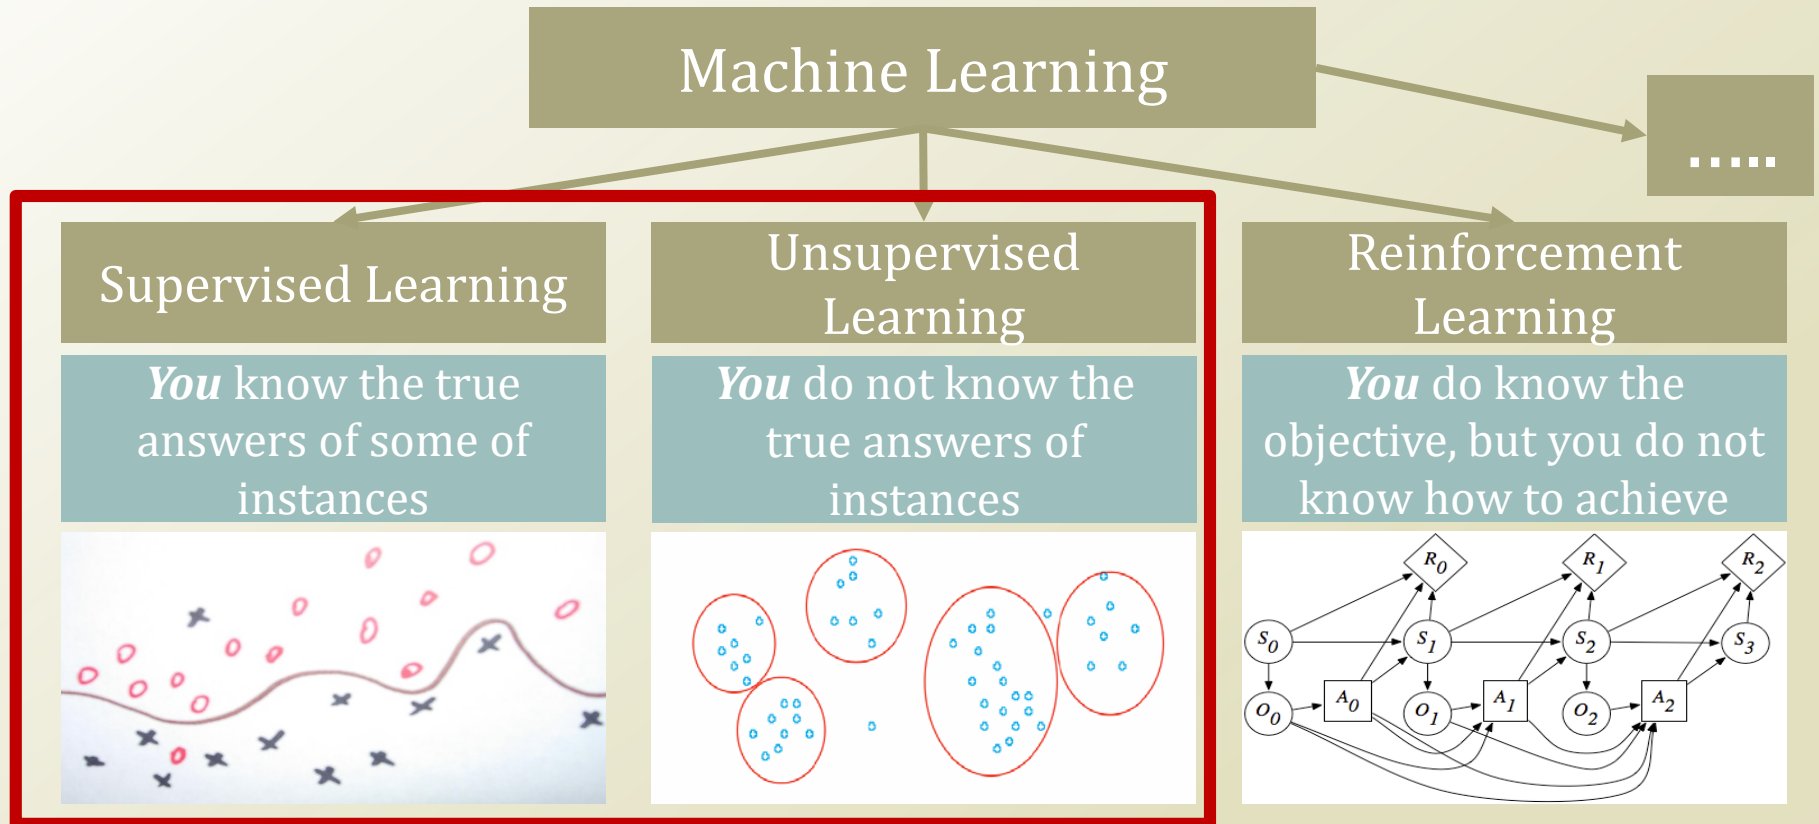 Machine Learning
.....
Supervised Learning
Unsupervised
Learning
Reinforcement
Learning
You know the true
answers of some of
instances
You do not know the
true answers of
instances
You do know the
objective, but you do not
know how to achieve
R0
R1
R2
S0
S1
S2
S3
O0
A0
O1
A1
O2
A2